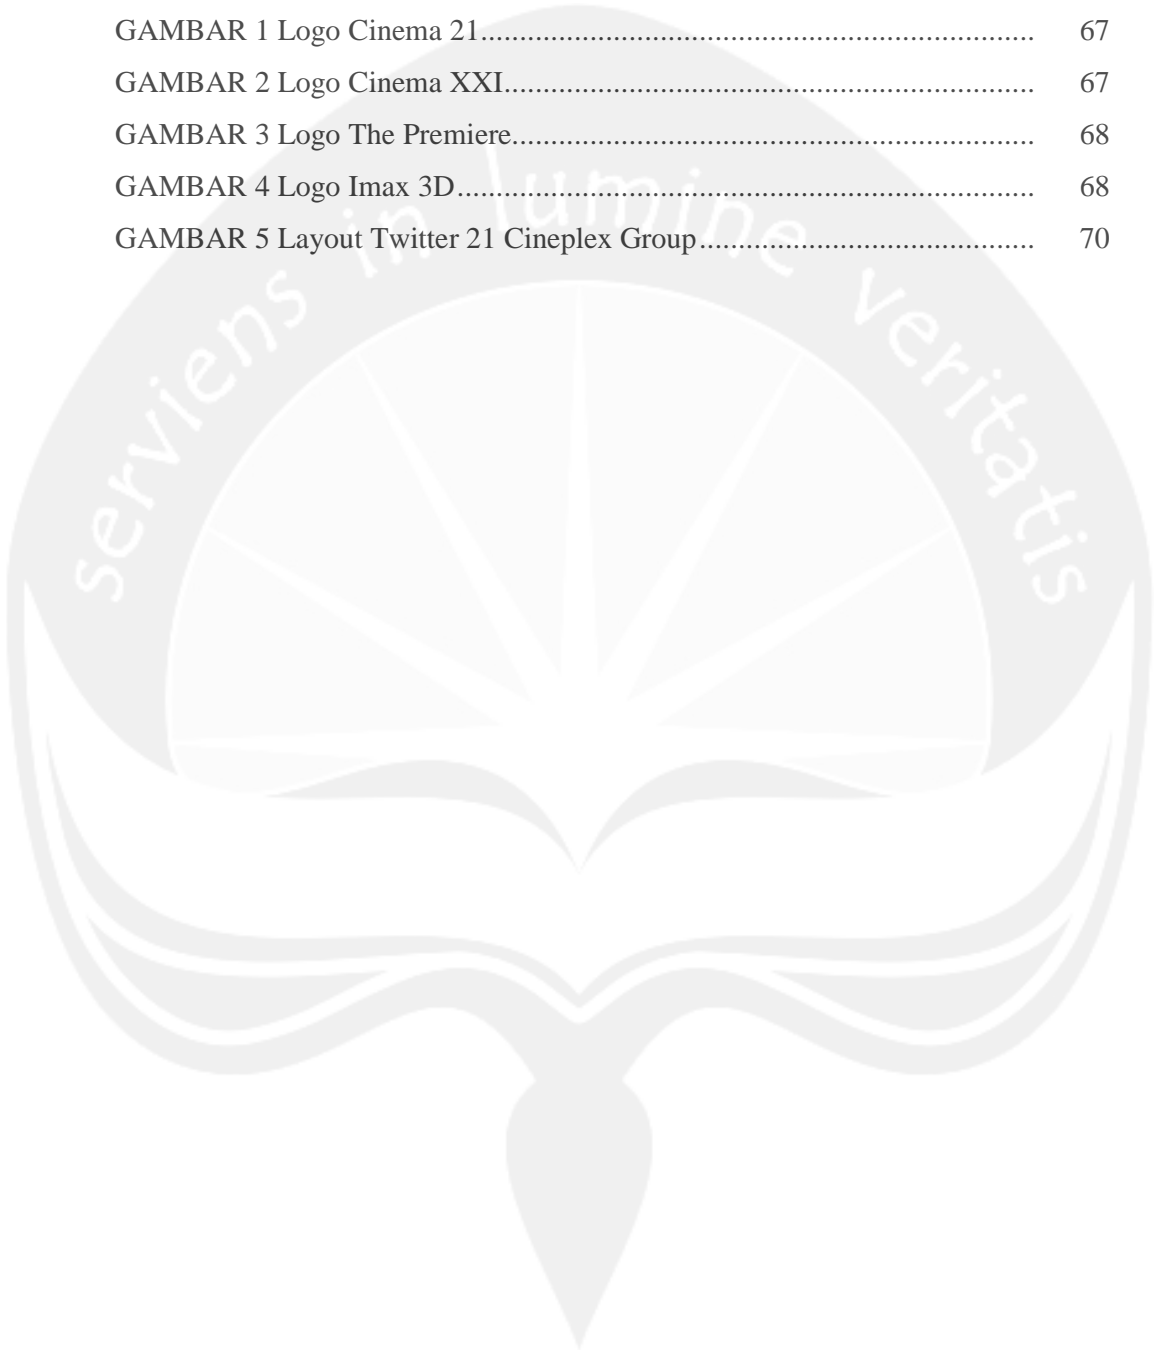 GAMBAR 1 Logo Cinema 21.............................................................. 67
GAMBAR 2 Logo Cinema XXI........................................................... 67
GAMBAR 3 Logo The Premiere.......................................................... 68
GAMBAR 4 Logo Imax 3D................................................................ 68
GAMBAR 5 Layout Twitter 21 Cineplex Group.................................... 70
serviens in lumine veritatis